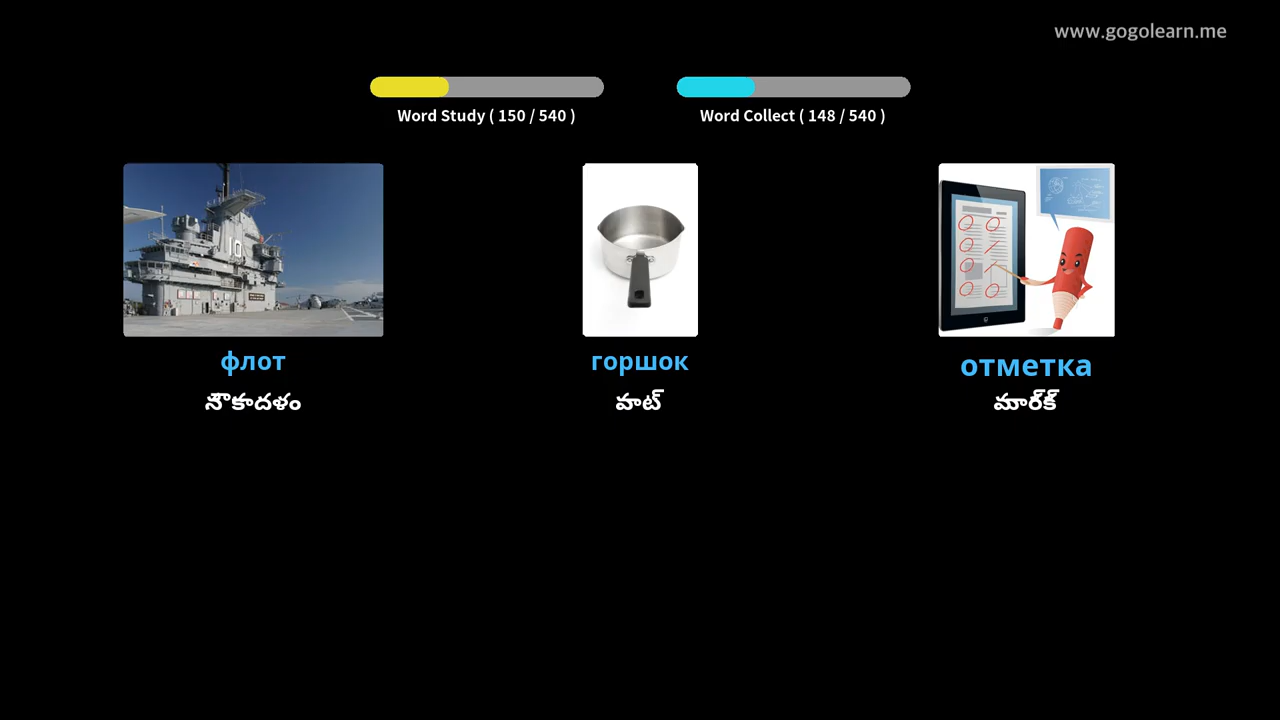 www.gogolearn.me
Word Study ( 150 / 540 )
Word Collect ( 148 / 540 )
флот
горшок
отметка
నౌకాదళం
వాట్
మార్క్